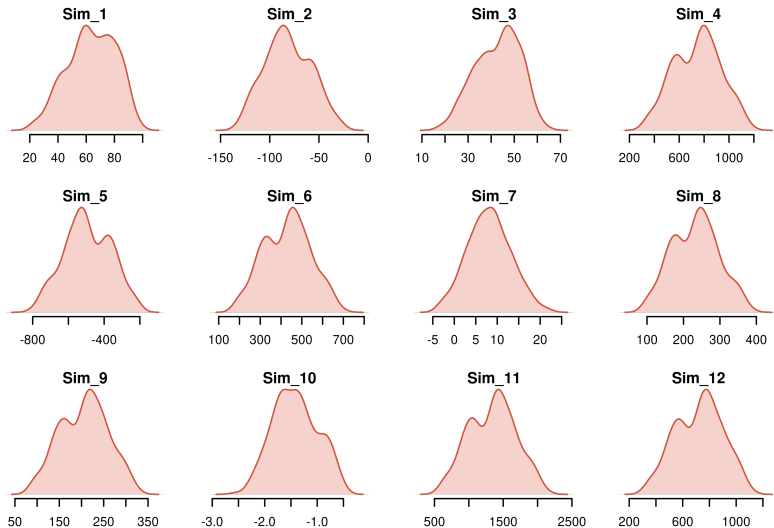 Sim_1 Sim_2 Sim_3 Sim_4
20 40 60 80 -150 -100 -50 0 10 30 50 70 200 600 1000
Sim_5 Sim_6 Sim_7 Sim_8
-800 -400 100 300 500 700 -5 0 5 10 20 100 200 300 400
Sim_9 Sim_10 Sim_11 Sim_12
50 150 250 350 -3.0 -2.0 -1.0 500 1500 2500 200 600 1000